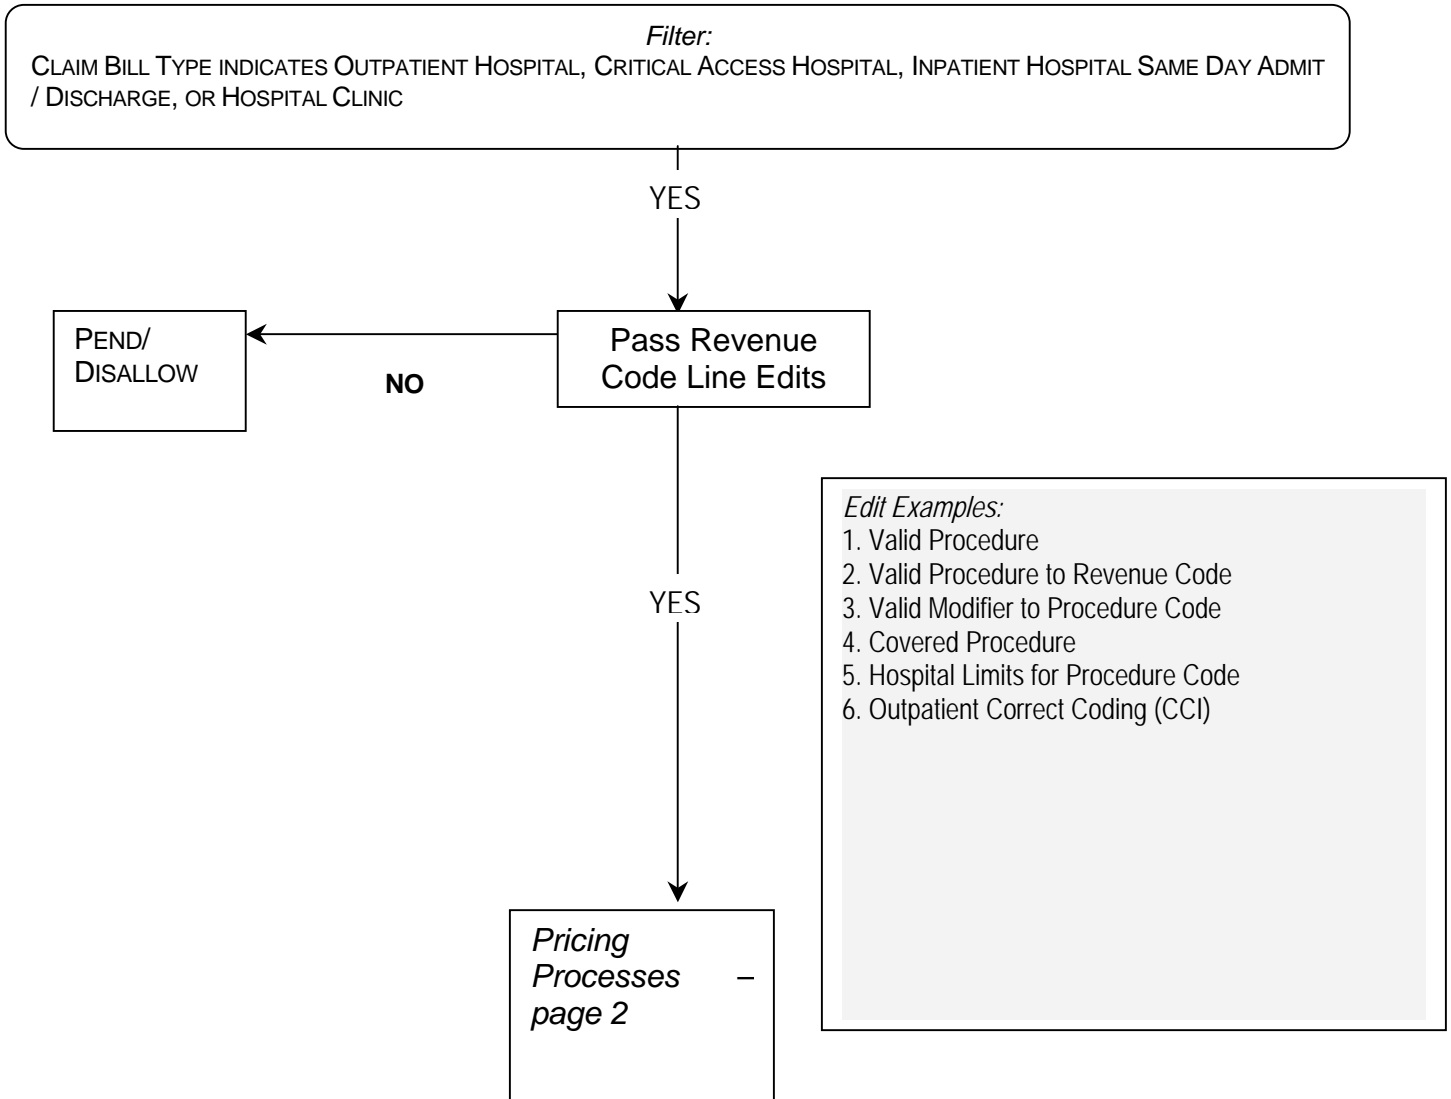 Filter:
CLAIM BILL TYPE INDICATES OUTPATIENT HOSPITAL, CRITICAL ACCESS HOSPITAL, INPATIENT HOSPITAL SAME DAY ADMIT
/ DISCHARGE, OR HOSPITAL CLINIC
YES
PEND/
DISALLOW
NO
Pass Revenue
Code Line Edits
YES
Edit Examples:
1. Valid Procedure
2. Valid Procedure to Revenue Code
3. Valid Modifier to Procedure Code
4. Covered Procedure
5. Hospital Limits for Procedure Code
6. Outpatient Correct Coding (CCI)
Pricing
Processes –
page 2